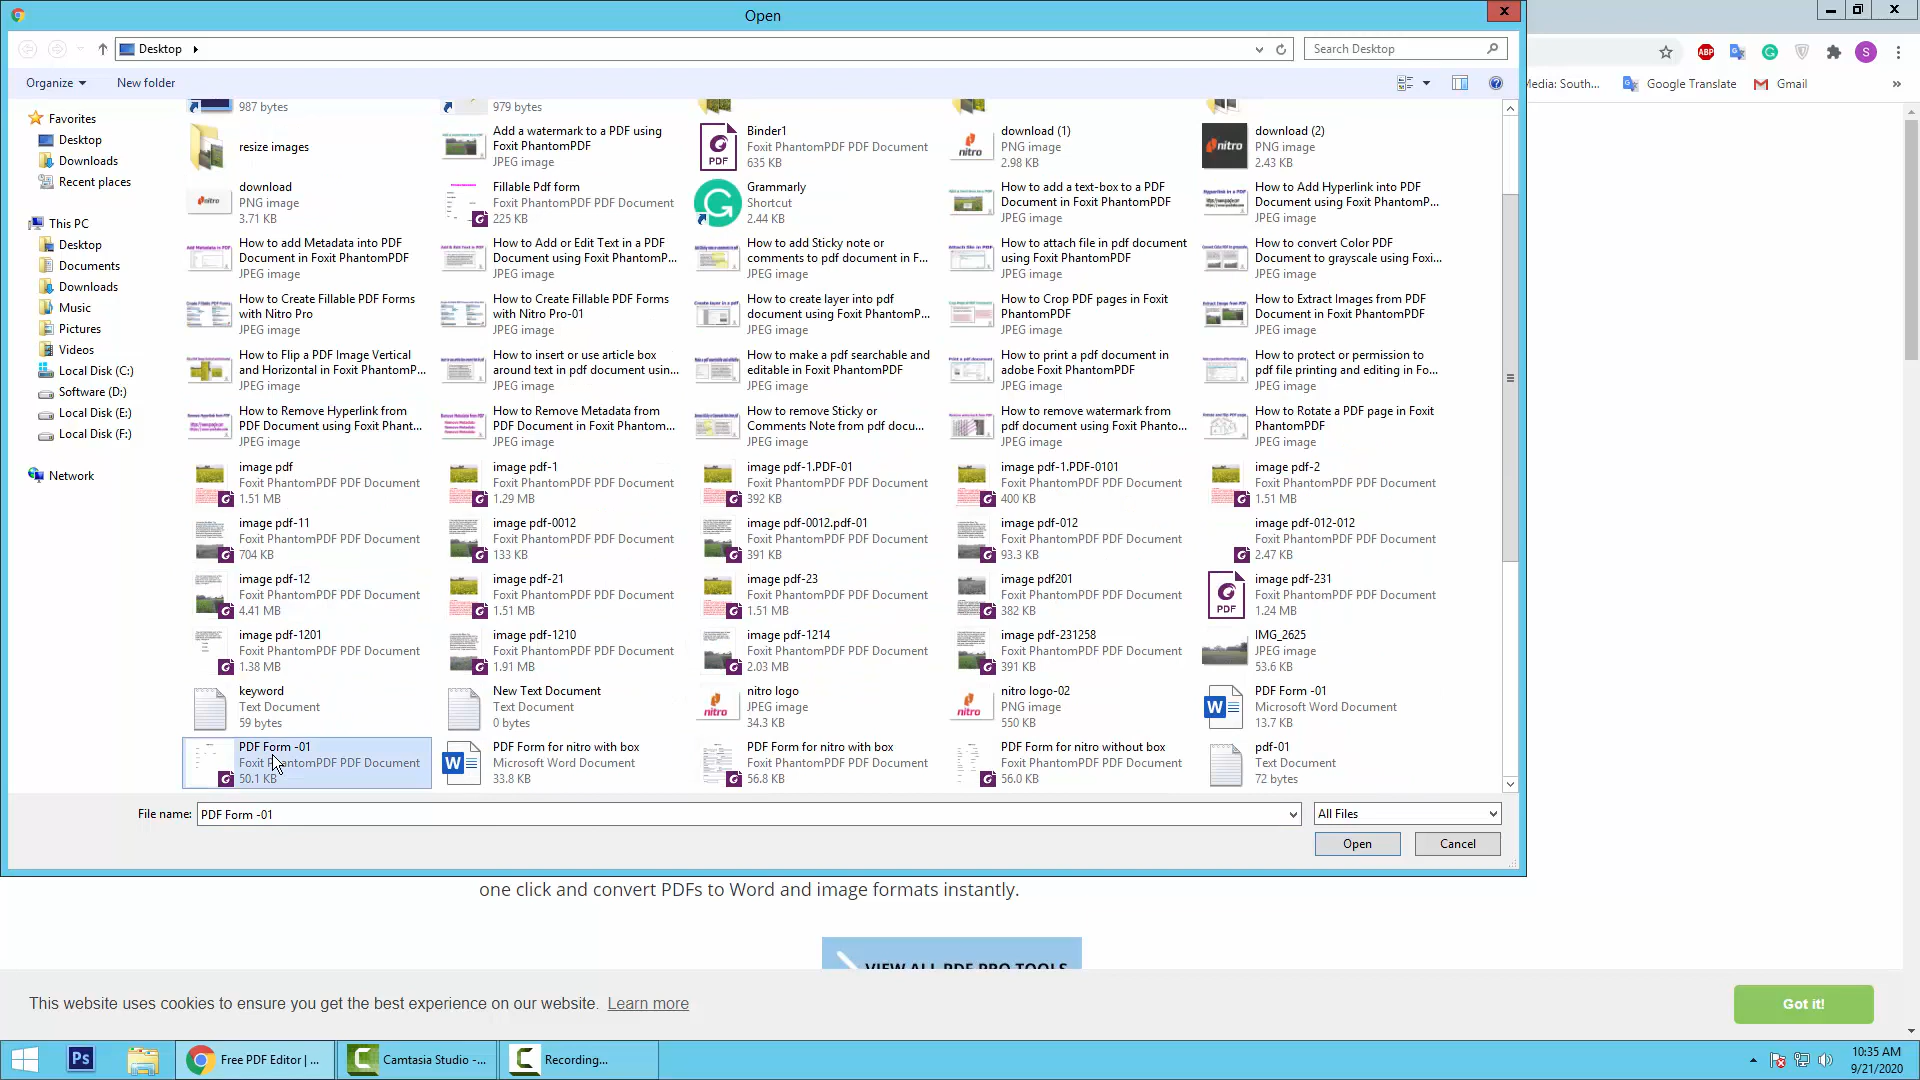 Open
Desktop
Search Desktop
Organize
New folder
Favorites
Desktop
Downloads
Recent places
This PC
Desktop
Documents
Downloads
Music
Pictures
Videos
Local Disk (C:)
Software (D:)
Local Disk (E:)
Local Disk (F:)
Network
987 bytes
979 bytes
resize images
Add a watermark to a PDF using
Foxit PhantomPDF
JPEG image
Binder1
Foxit PhantomPDF PDF Document
635 KB
download (1)
PNG image
2.98 KB
download (2)
PNG image
2.43 KB
download
PNG image
3.71 KB
Fillable Pdf form
Foxit PhantomPDF PDF Document
225 KB
Grammarly
Shortcut
2.44 KB
How to add a text-box to a PDF
Document in Foxit PhantomPDF
JPEG image
How to Add Hyperlink into PDF
Document using Foxit PhantomP...
JPEG image
How to add Metadata into PDF
Document in Foxit PhantomPDF
JPEG image
How to Add or Edit Text in a PDF
Document using Foxit PhantomP...
JPEG image
How to add Sticky note or
comments to pdf document in F...
JPEG image
How to attach file in pdf document
using Foxit PhantomPDF
JPEG image
How to convert Color PDF
Document to grayscale using Foxi...
JPEG image
How to Create Fillable PDF Forms
with Nitro Pro
JPEG image
How to Create Fillable PDF Forms
with Nitro Pro-01
JPEG image
How to create layer into pdf
document using Foxit PhantomP...
JPEG image
How to Crop PDF pages in Foxit
PhantomPDF
JPEG image
How to Extract Images from PDF
Document in Foxit PhantomPDF
JPEG image
How to Flip a PDF Image Vertical
and Horizontal in Foxit PhantomP...
JPEG image
How to insert or use article box
around text in pdf document usin...
JPEG image
How to make a pdf searchable and
editable in Foxit PhantomPDF
JPEG image
How to print a pdf document in
adobe Foxit PhantomPDF
JPEG image
How to protect or permission to
pdf file printing and editing in Fo...
JPEG image
How to Remove Hyperlink from
PDF Document using Foxit Phant...
JPEG image
How to Remove Metadata from
PDF Document in Foxit Phantom...
JPEG image
How to remove Sticky or
Comments Note from pdf docu...
JPEG image
How to remove watermark from
pdf document using Foxit Phanto...
JPEG image
How to Rotate a PDF page in Foxit
PhantomPDF
JPEG image
image pdf
Foxit PhantomPDF PDF Document
1.51 MB
image pdf-1
Foxit PhantomPDF PDF Document
1.29 MB
image pdf-1.PDF-01
Foxit PhantomPDF PDF Document
392 KB
image pdf-1.PDF-0101
Foxit PhantomPDF PDF Document
400 KB
image pdf-2
Foxit PhantomPDF PDF Document
1.51 MB
image pdf-11
Foxit PhantomPDF PDF Document
704 KB
image pdf-0012
Foxit PhantomPDF PDF Document
133 KB
image pdf-0012.pdf-01
Foxit PhantomPDF PDF Document
391 KB
image pdf-012
Foxit PhantomPDF PDF Document
93.3 KB
image pdf-012-012
Foxit PhantomPDF PDF Document
2.47 KB
image pdf-12
Foxit PhantomPDF PDF Document
4.41 MB
image pdf-21
Foxit PhantomPDF PDF Document
1.51 MB
image pdf-23
Foxit PhantomPDF PDF Document
1.51 MB
image pdf201
Foxit PhantomPDF PDF Document
382 KB
image pdf-231
Foxit PhantomPDF PDF Document
1.24 MB
image pdf-1201
Foxit PhantomPDF PDF Document
1.38 MB
image pdf-1210
Foxit PhantomPDF PDF Document
1.91 MB
image pdf-1214
Foxit PhantomPDF PDF Document
2.03 MB
image pdf-231258
Foxit PhantomPDF PDF Document
391 KB
IMG_2625
JPEG image
53.6 KB
keyword
Text Document
59 bytes
New Text Document
Text Document
0 bytes
nitro logo
JPEG image
34.3 KB
nitro logo-02
PNG image
550 KB
PDF Form -01
Microsoft Word Document
13.7 KB
PDF Form -01
Foxit PhantomPDF PDF Document
50.1 KB
PDF Form for nitro with box
Microsoft Word Document
33.8 KB
PDF Form for nitro with box
Foxit PhantomPDF PDF Document
56.8 KB
PDF Form for nitro without box
Foxit PhantomPDF PDF Document
56.0 KB
pdf-01
Text Document
72 bytes
File name: PDF Form -01
All Files
Open
Cancel
ABP
S
Media: South...
Google Translate
Gmail
one click and convert PDFs to Word and image formats instantly.
VIEW ALL PDF PRO TOOLS
This website uses cookies to ensure you get the best experience on our website. Learn more
Got it!
Ps
Free PDF Editor | ...
Camtasia Studio -...
Recording...
10:35 AM
9/21/2020